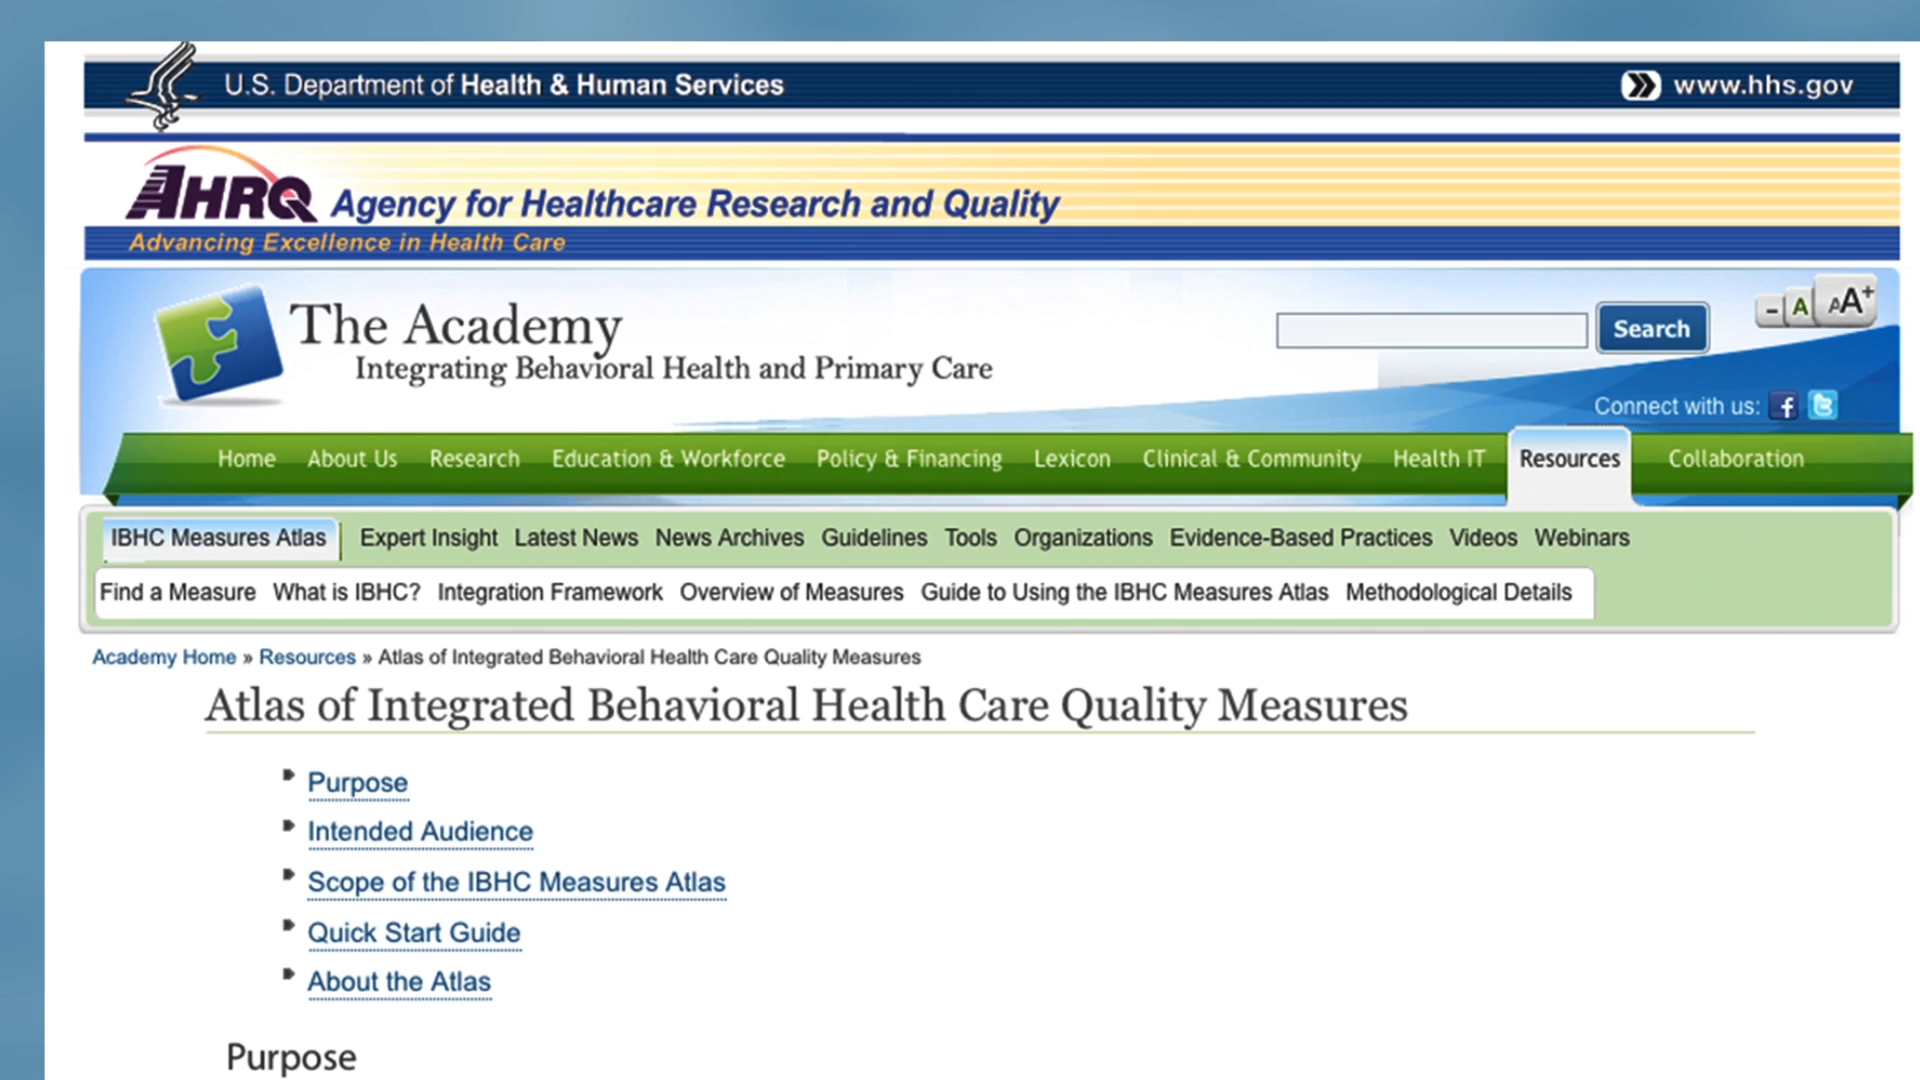 U.S. Department of Health & Human Services
www.hhs.gov
AHRQ Agency for Healthcare Research and Quality
Advancing Excellence in Health Care
The Academy
Integrating Behavioral Health and Primary Care
Search
- A AA+
Connect with us: f t
Home About Us Research Education & Workforce Policy & Financing Lexicon Clinical & Community Health IT Resources Collaboration
IBHC Measures Atlas Expert Insight Latest News News Archives Guidelines Tools Organizations Evidence-Based Practices Videos Webinars
Find a Measure What is IBHC? Integration Framework Overview of Measures Guide to Using the IBHC Measures Atlas Methodological Details
Academy Home » Resources » Atlas of Integrated Behavioral Health Care Quality Measures
Atlas of Integrated Behavioral Health Care Quality Measures
Purpose
Intended Audience
Scope of the IBHC Measures Atlas
Quick Start Guide
About the Atlas
Purpose